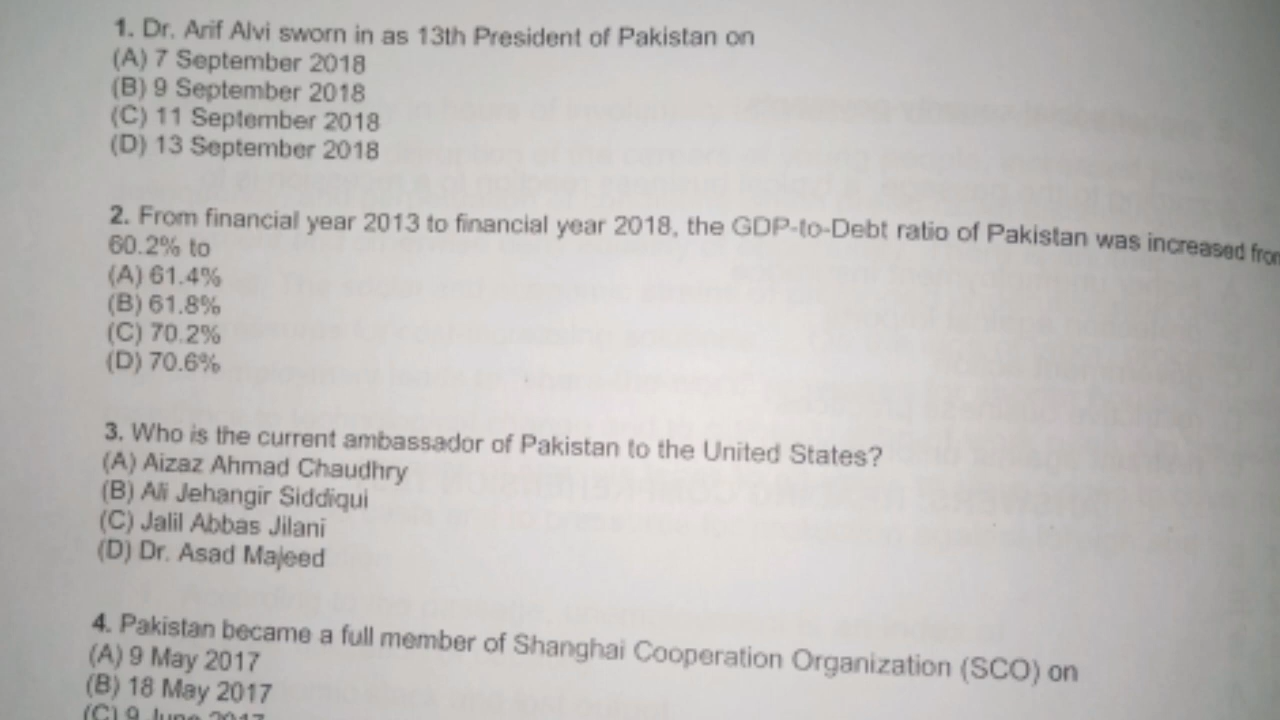 1. Dr. Arif Alvi sworn in as 13th President of Pakistan on
(A) 7 September 2018
(B) 9 September 2018
(C) 11 September 2018
(D) 13 September 2018
2. From financial year 2013 to financial year 2018, the GDP-to-Debt ratio of Pakistan was increased from
60.2% to
(A) 61.4%
(B) 61.8%
(C) 70.2%
(D) 70.6%
3. Who is the current ambassador of Pakistan to the United States?
(A) Aizaz Ahmad Chaudhry
(B) Ali Jehangir Siddiqui
(C) Jalil Abbas Jilani
(D) Dr. Asad Majeed
4. Pakistan became a full member of Shanghai Cooperation Organization (SCO) on
(A) 9 May 2017
(B) 18 May 2017
(C) 9 June 2017